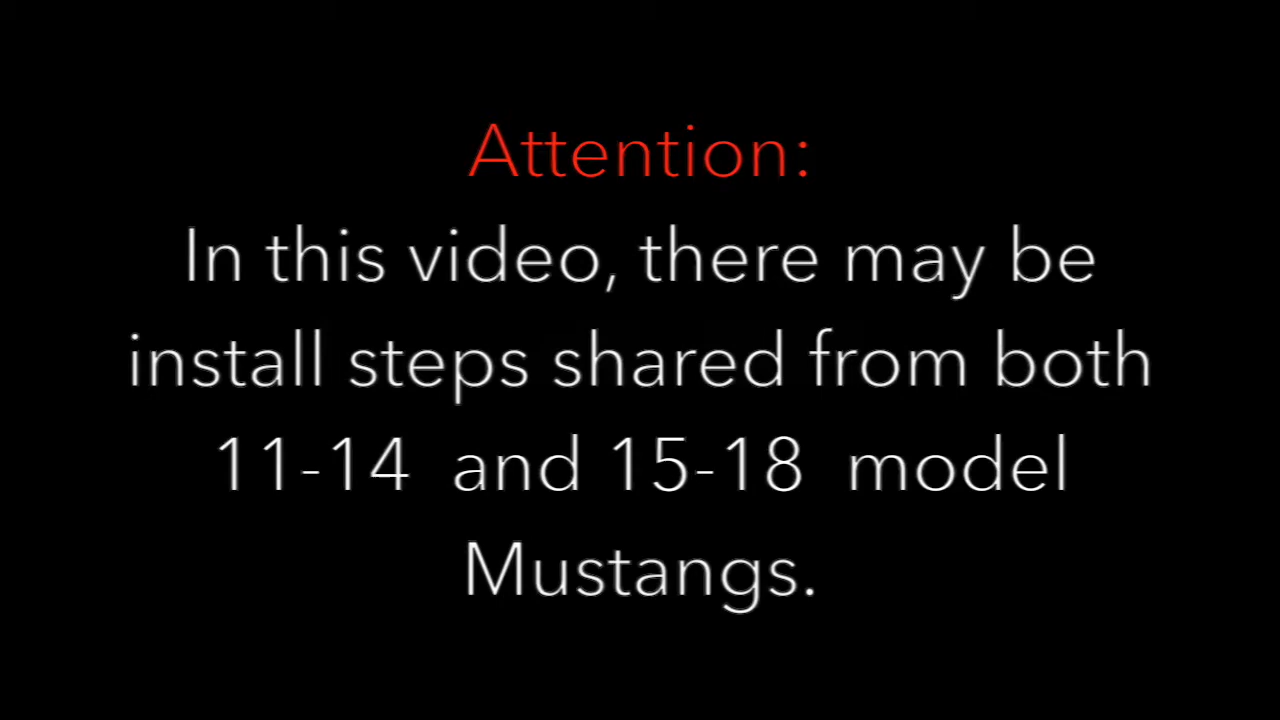 Attention:
In this video, there may be
install steps shared from both
11-14  and 15-18  model
Mustangs.